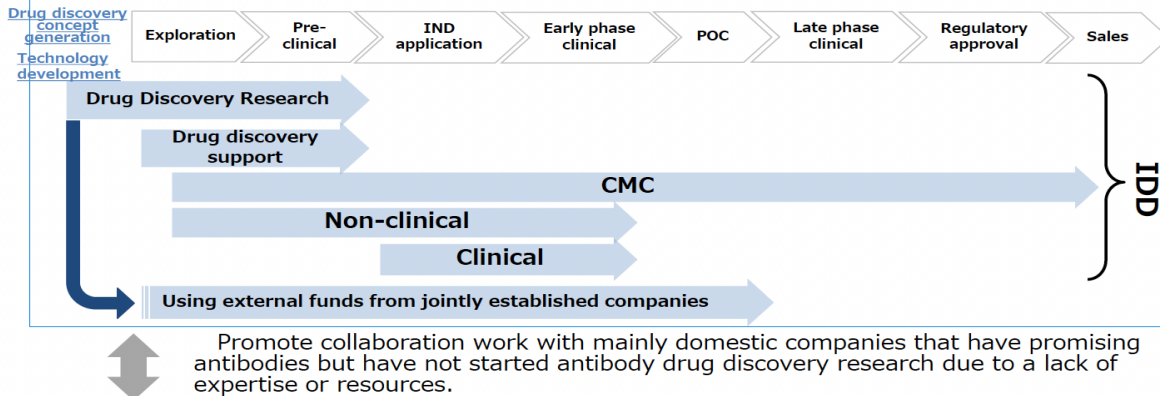 Drug discovery
concept
generation
Technology
development
Exploration
Pre-
clinical
IND
application
Early phase
clinical
POC
Late phase
clinical
Regulatory
approval
Sales
Drug Discovery Research
Drug discovery
support
CMC
Non-clinical
Clinical
IDD
Using external funds from jointly established companies
Promote collaboration work with mainly domestic companies that have promising
antibodies but have not started antibody drug discovery research due to a lack of
expertise or resources.